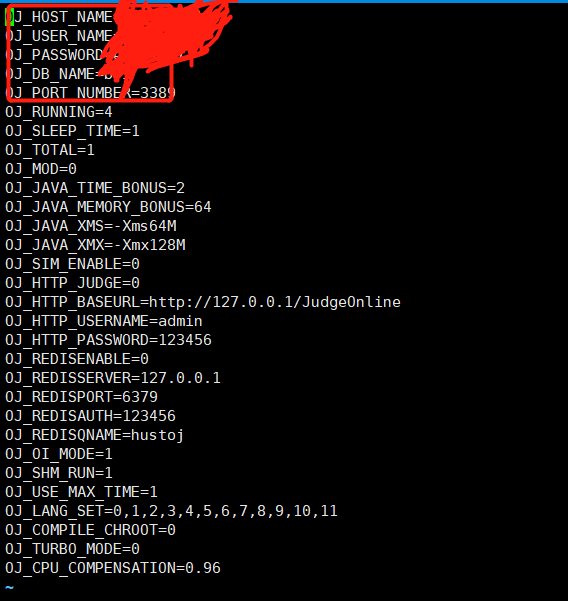 OJ_HOST_NAME
OJ_USER_NAME=
OJ_PASSWORD
OJ_DB_NAME=
OJ_PORT_NUMBER=3389
OJ_RUNNING=4
OJ_SLEEP_TIME=1
OJ_TOTAL=1
OJ_MOD=0
OJ_JAVA_TIME_BONUS=2
OJ_JAVA_MEMORY_BONUS=64
OJ_JAVA_XMS=-Xms64M
OJ_JAVA_XMX=-Xmx128M
OJ_SIM_ENABLE=0
OJ_HTTP_JUDGE=0
OJ_HTTP_BASEURL=http://127.0.0.1/JudgeOnline
OJ_HTTP_USERNAME=admin
OJ_HTTP_PASSWORD=123456
OJ_REDISENABLE=0
OJ_REDISSERVER=127.0.0.1
OJ_REDISPORT=6379
OJ_REDISAUTH=123456
OJ_REDISQNAME=hustoj
OJ_OI_MODE=1
OJ_SHM_RUN=1
OJ_USE_MAX_TIME=1
OJ_LANG_SET=0,1,2,3,4,5,6,7,8,9,10,11
OJ_COMPILE_CHROOT=0
OJ_TURBO_MODE=0
OJ_CPU_COMPENSATION=0.96
~